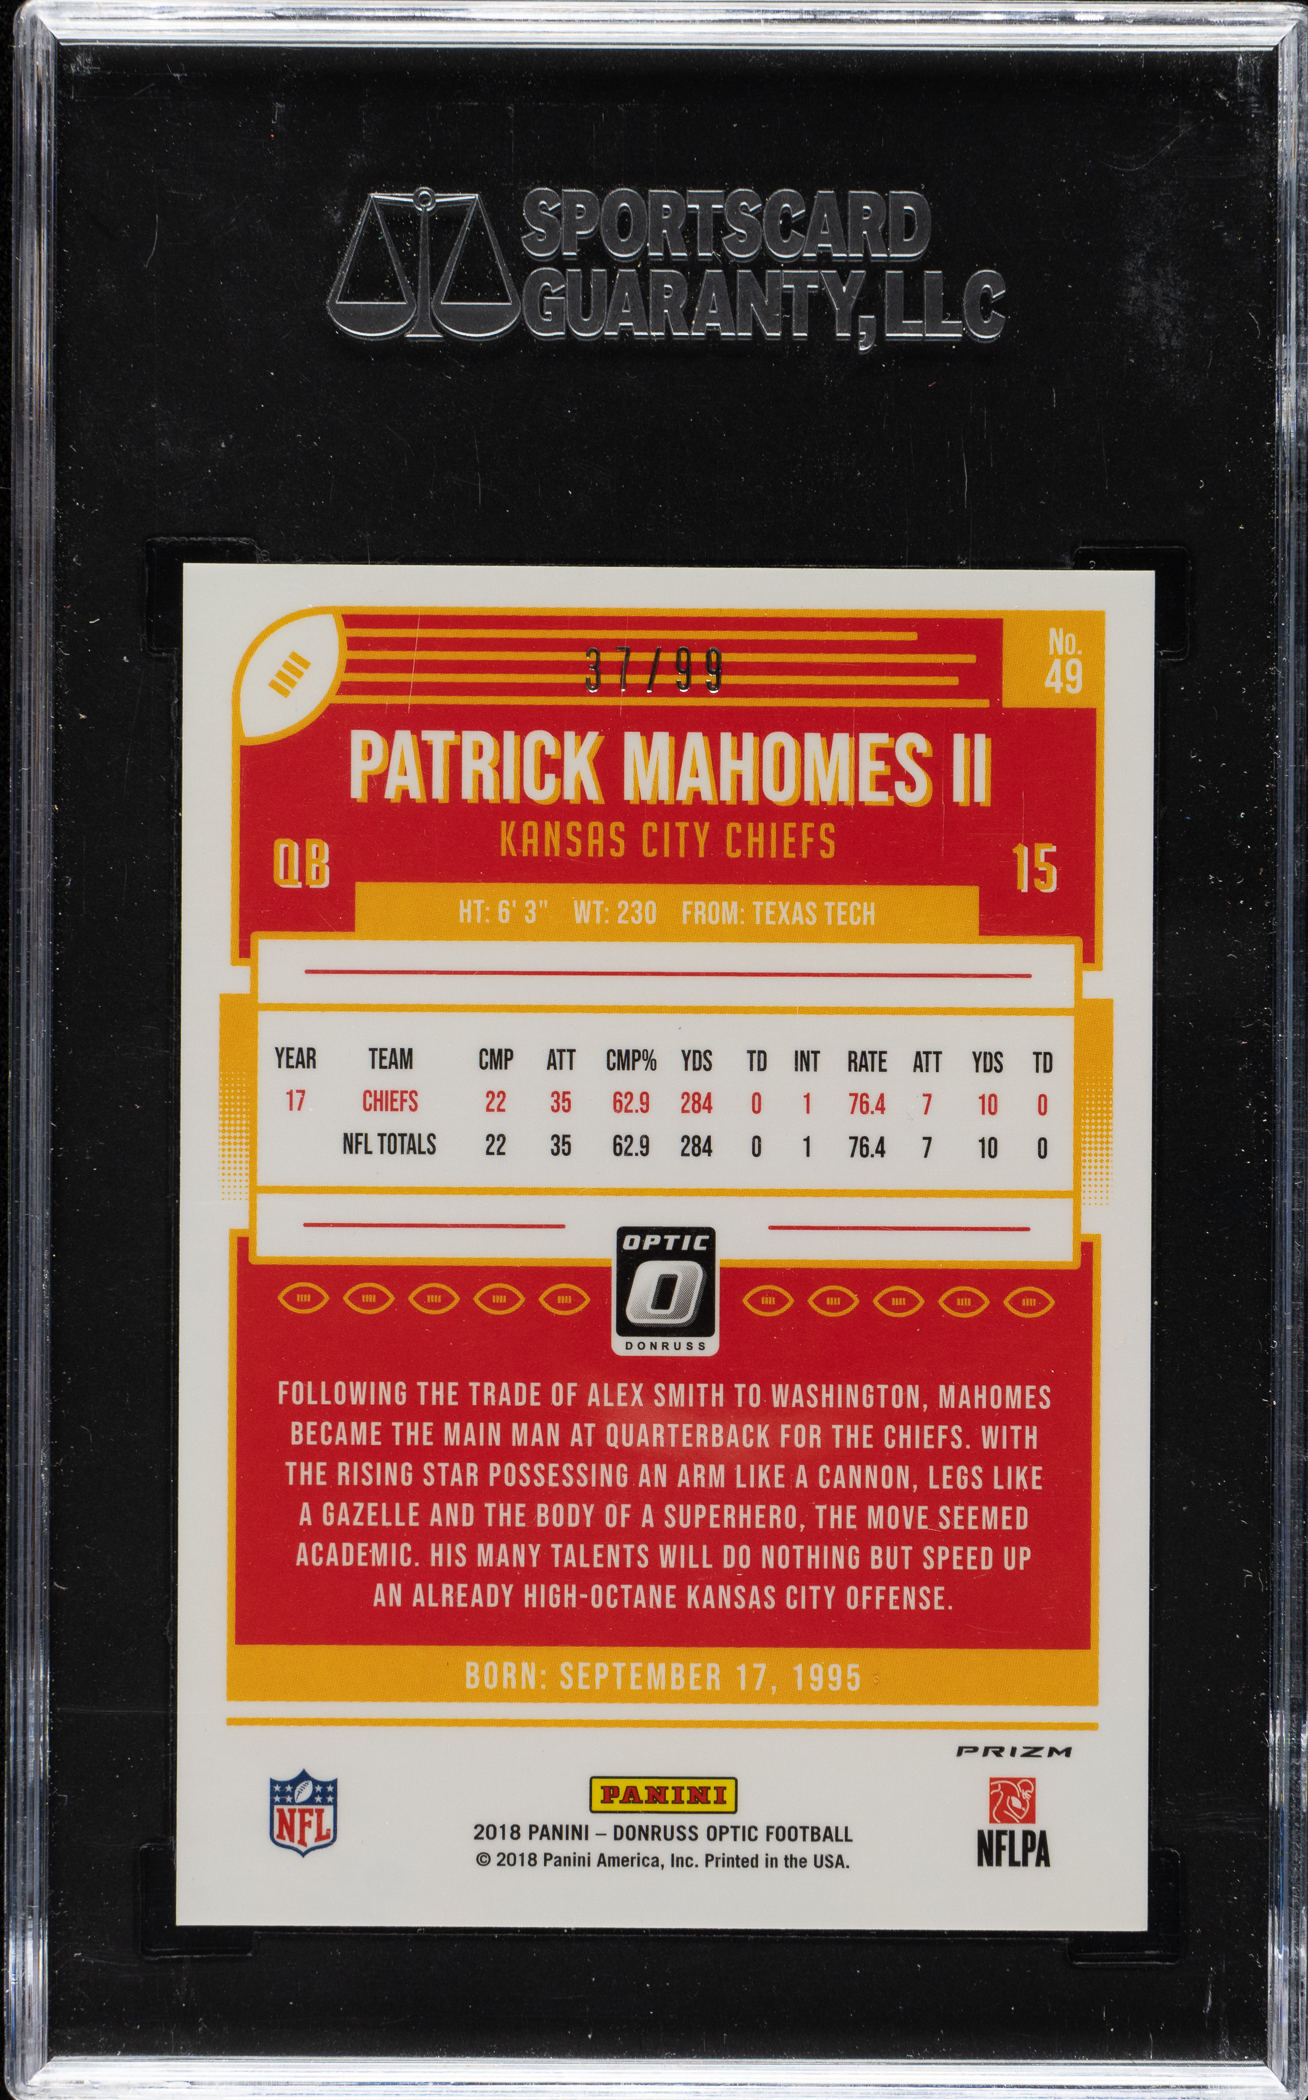 SPORTSCARD
GUARANTY, LLC
37/99
No.
49
PATRICK MAHOMES II
KANSAS CITY CHIEFS
QB
15
HT: 6' 3" WT: 230 FROM: TEXAS TECH
YEAR TEAM CMP ATT CMP% YDS TD INT RATE ATT YDS TD
17 CHIEFS 22 35 62.9 284 0 1 76.4 7 10 0
NFL TOTALS 22 35 62.9 284 0 1 76.4 7 10 0
OPTIC
O
DONRUSS
FOLLOWING THE TRADE OF ALEX SMITH TO WASHINGTON, MAHOMES
BECAME THE MAIN MAN AT QUARTERBACK FOR THE CHIEFS. WITH
THE RISING STAR POSSESSING AN ARM LIKE A CANNON, LEGS LIKE
A GAZELLE AND THE BODY OF A SUPERHERO, THE MOVE SEEMED
ACADEMIC. HIS MANY TALENTS WILL DO NOTHING BUT SPEED UP
AN ALREADY HIGH-OCTANE KANSAS CITY OFFENSE.
BORN: SEPTEMBER 17, 1995
PRIZM
NFL
PANINI
2018 PANINI – DONRUSS OPTIC FOOTBALL
© 2018 Panini America, Inc. Printed in the USA.
NFLPA